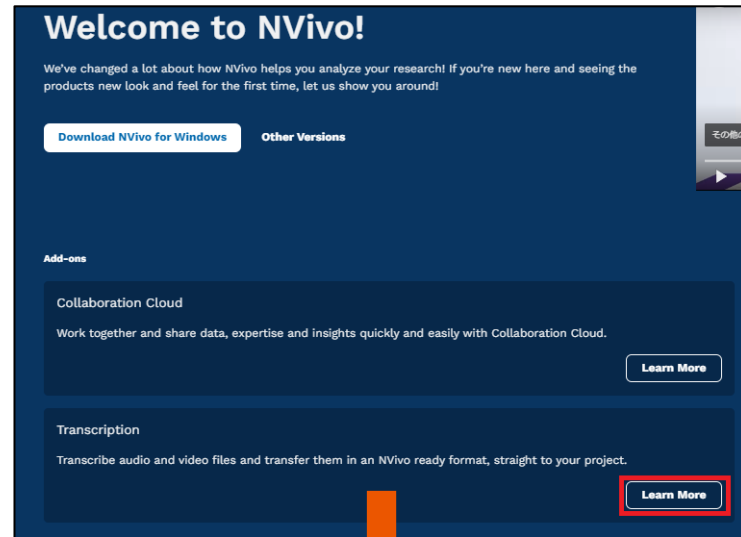 Welcome to NVivo!
We've changed a lot about how NVivo helps you analyze your research! If you're new here and seeing the
products new look and feel for the first time, let us show you around!
Download NVivo for Windows Other Versions
その他の
Add-ons
Collaboration Cloud
Work together and share data, expertise and insights quickly and easily with Collaboration Cloud.
Learn More
Transcription
Transcribe audio and video files and transfer them in an NVivo ready format, straight to your project.
Learn More